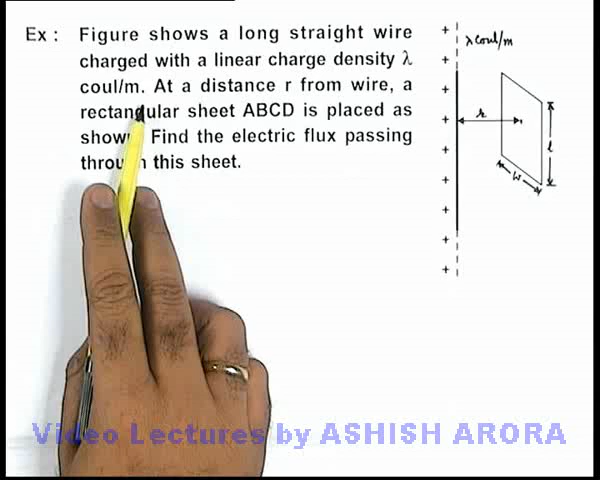 Ex : Figure shows a long straight wire
charged with a linear charge density λ
coul/m. At a distance r from wire, a
rectangular sheet ABCD is placed as
Find the electric flux passing
this sheet.
+ λ coul/m
+
+
+
+
+
+
+
+
r
l
w
Video Lectures by ASHISH ARORA